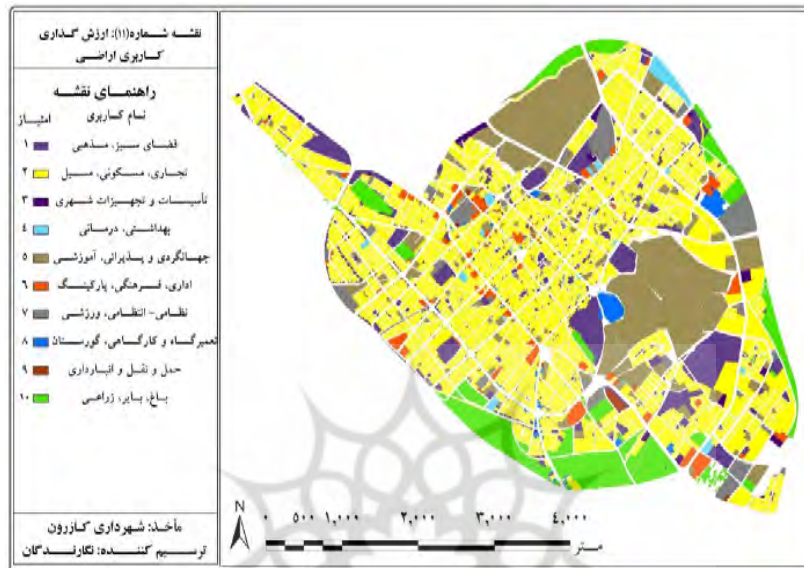 نقشه شماره(۱۱): ارزش گذاری
کاربری اراضی
راهنمای نقشه
نام کاربری امتیاز
فضای سبز، مذهبی ۱
تجاری، مسکونی، مسیل ۲
تأسیسات و تجهیزات شهری ۳
بهداشتی، درمانی ۴
جهانگردی و پذیرائی، آموزشی ۵
اداری، فرهنگی، پارکینگ ۶
نظامی- انتظامی، ورزشی ۷
تعمیرگاه و کارگاهی، گورستان ۸
حمل و نقل و انبارداری ۹
باغ، بایر، زراعی ۱۰
مأخذ: شهرداری کازرون
ترسیم کننده: نگارندگان
N
۰ ۵۰۰ ۱,۰۰۰ ۲,۰۰۰ ۳,۰۰۰ ۴,۰۰۰
متر